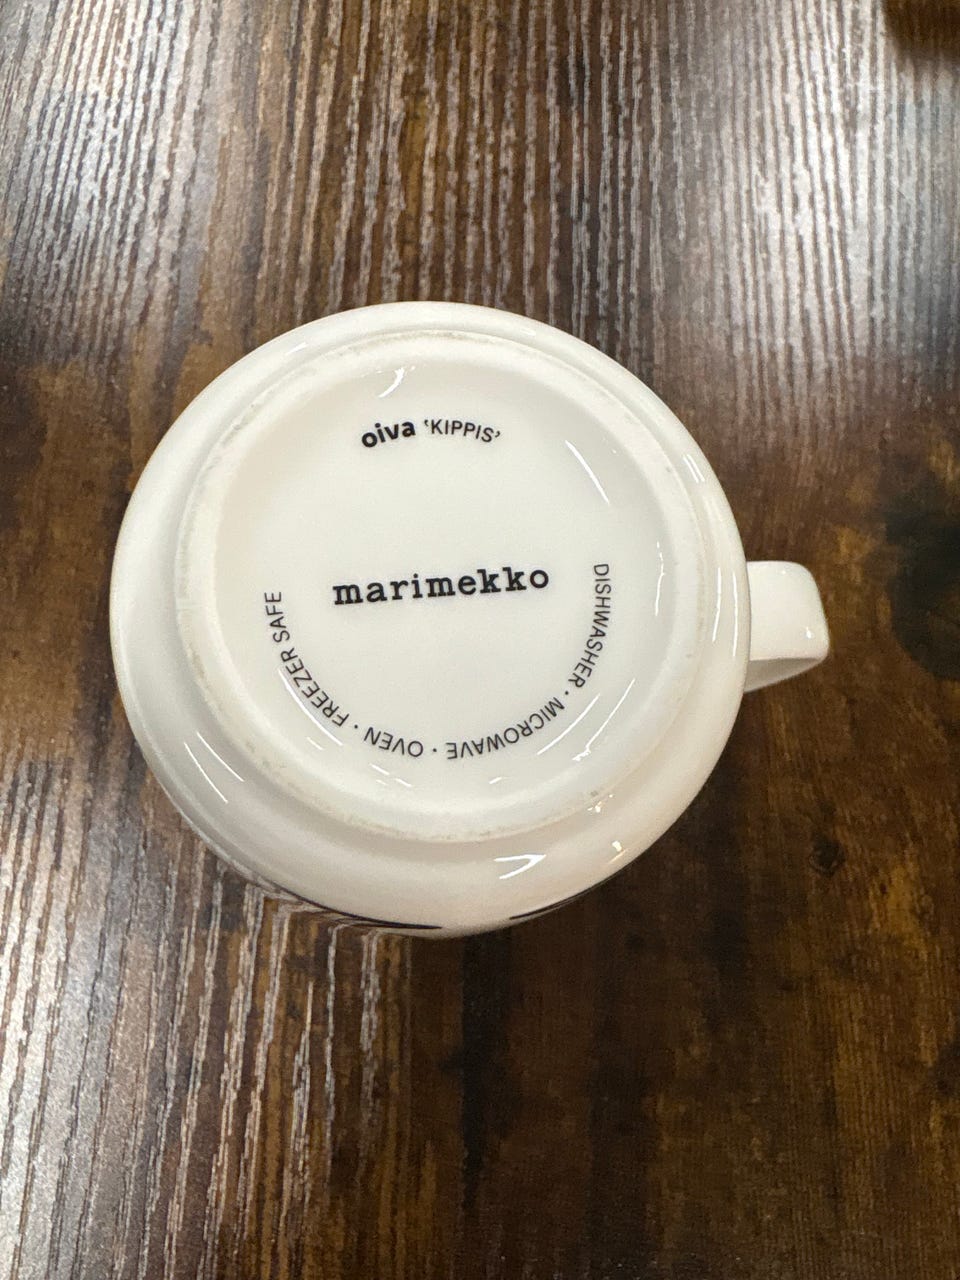 oiva ‘KIPPIS’
marimekko
DISHWASHER · MICROWAVE · OVEN · FREEZER SAFE